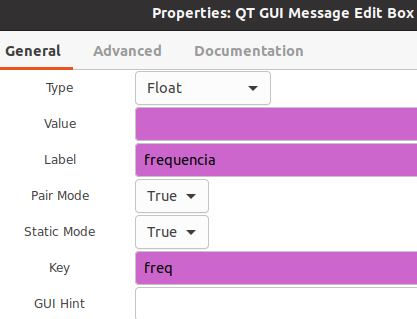 Properties: QT GUI Message Edit Box
General Advanced Documentation
Type Float
Value
Label frequencia
Pair Mode True
Static Mode True
Key freq
GUI Hint